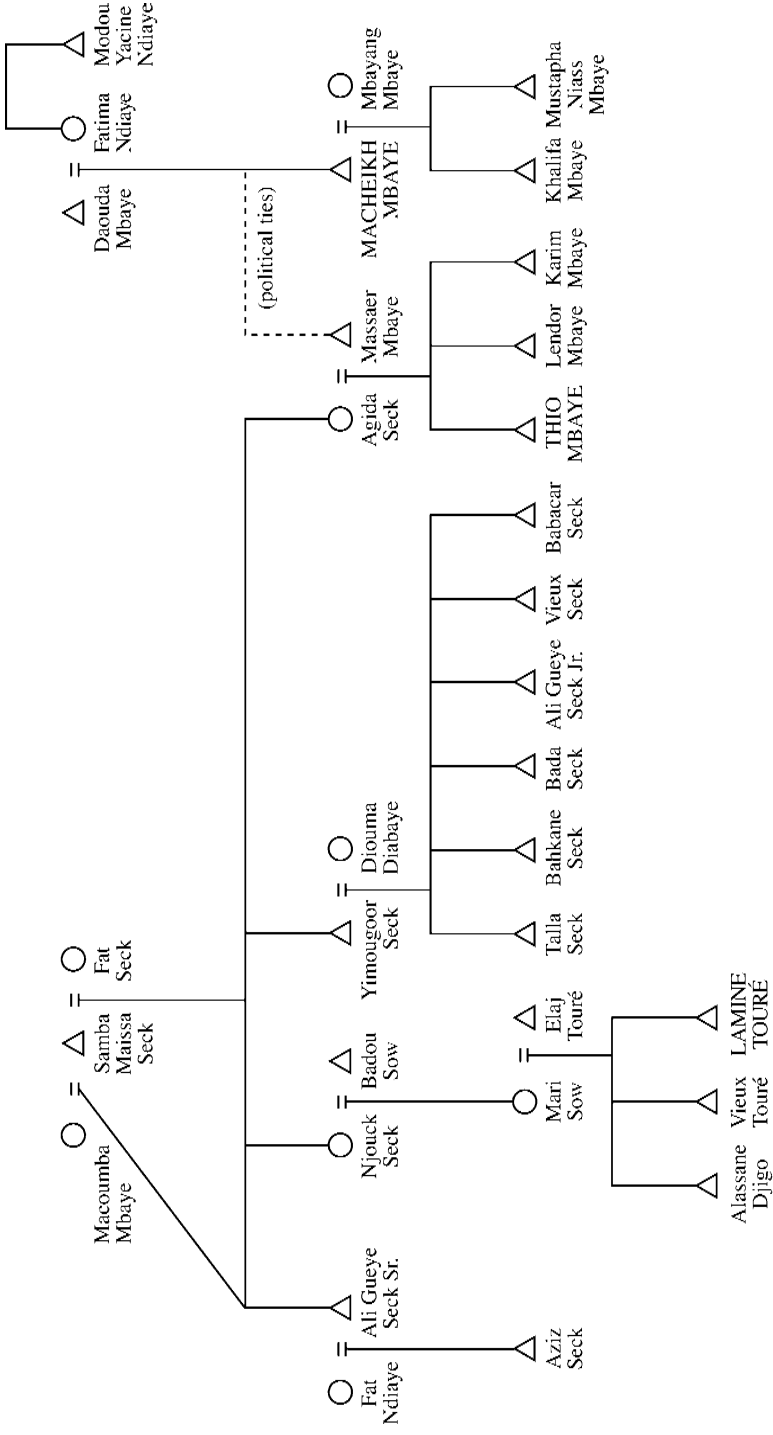 Fatima
Ndiaye
Modou
Yacine
Ndiaye
Macoumba
Mbaye
Samba
Maissa
Seck
Fat
Seck
Daouda
Mbaye
(political ties)
Fat
Ndiaye
Ali Gueye
Seck Sr.
Njouck
Seck
Badou
Sow
Yimougoor
Seck
Diouma
Diabaye
Agida
Seck
Massaer
Mbaye
MACHEIKH
MBAYE
Mbayang
Mbaye
Aziz
Seck
Mari
Sow
Elaj
Touré
Talla
Seck
Bahkane
Seck
Bada
Seck
Ali Gueye
Seck Jr.
Vieux
Seck
Babacar
Seck
THIO
MBAYE
Lendor
Mbaye
Karim
Mbaye
Khalifa
Mbaye
Mustapha
Niass
Mbaye
Alassane
Djigo
Vieux
Touré
LAMINE
TOURÉ